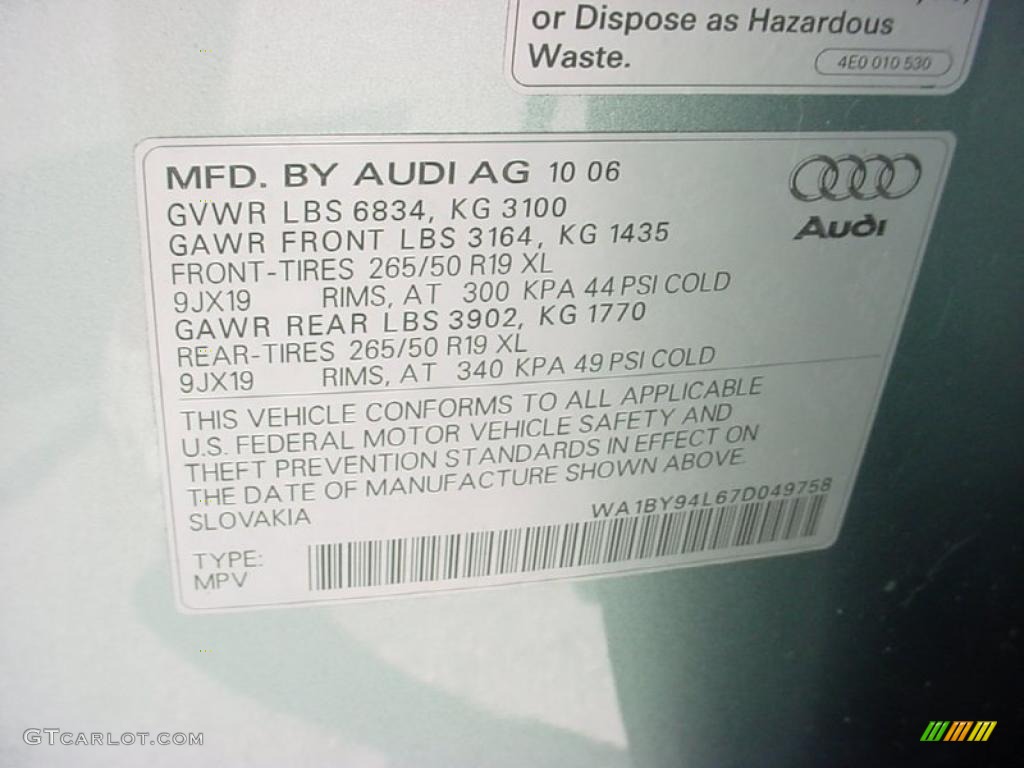 or Dispose as Hazardous
Waste.
4E0 010 530
MFD. BY AUDI AG 10 06
Audi
GVWR LBS 6834, KG 3100
GAWR FRONT LBS 3164, KG 1435
FRONT-TIRES 265/50 R19 XL
9JX19 RIMS, AT 300 KPA 44 PSI COLD
GAWR REAR LBS 3902, KG 1770
REAR-TIRES 265/50 R19 XL
9JX19 RIMS, AT 340 KPA 49 PSI COLD
THIS VEHICLE CONFORMS TO ALL APPLICABLE
U.S. FEDERAL MOTOR VEHICLE SAFETY AND
THEFT PREVENTION STANDARDS IN EFFECT ON
THE DATE OF MANUFACTURE SHOWN ABOVE.
SLOVAKIA WA1BY94L67D049758
TYPE:
MPV
GTCARLOT.COM